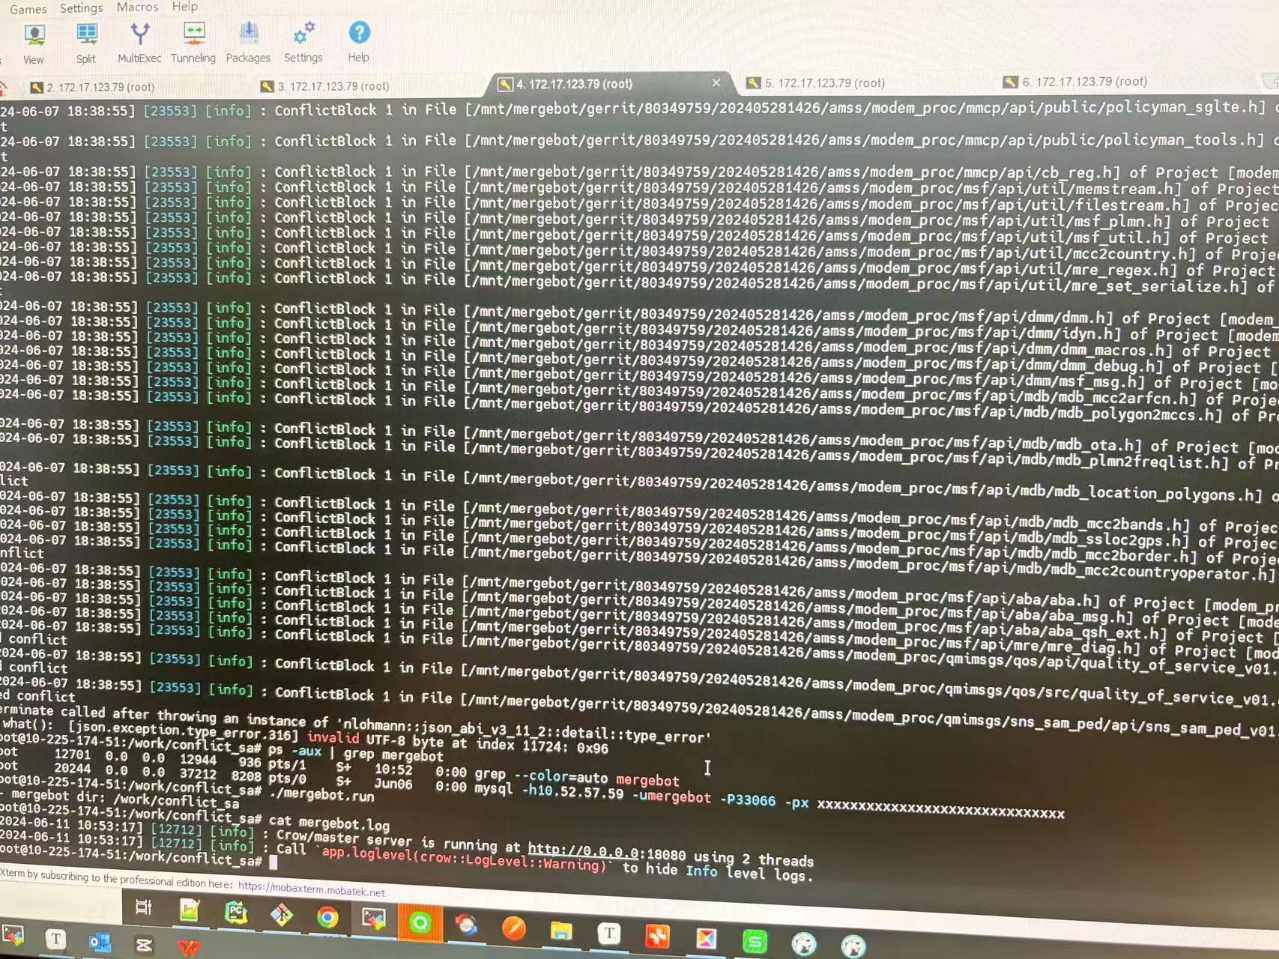 Games Settings Macros Help
View Split MultiExec Tunneling Packages Settings Help
2. 172.17.123.79 (root) 3. 172.17.123.79 (root) 4. 172.17.123.79 (root) × 5. 172.17.123.79 (root) 6. 172.17.123.79 (root)
24-06-07 18:38:55] [23553] [info] : ConflictBlock 1 in File [/mnt/mergebot/gerrit/80349759/202405281426/amss/modem_proc/mmcp/api/public/policyman_sglte.h] o
t
24-06-07 18:38:55] [23553] [info] : ConflictBlock 1 in File [/mnt/mergebot/gerrit/80349759/202405281426/amss/modem_proc/mmcp/api/public/policyman_tools.h] o
t
24-06-07 18:38:55] [23553] [info] : ConflictBlock 1 in File [/mnt/mergebot/gerrit/80349759/202405281426/amss/modem_proc/mmcp/api/cb_reg.h] of Project [modem
24-06-07 18:38:55] [23553] [info] : ConflictBlock 1 in File [/mnt/mergebot/gerrit/80349759/202405281426/amss/modem_proc/msf/api/util/memstream.h] of Project
24-06-07 18:38:55] [23553] [info] : ConflictBlock 1 in File [/mnt/mergebot/gerrit/80349759/202405281426/amss/modem_proc/msf/api/util/filestream.h] of Projec
24-06-07 18:38:55] [23553] [info] : ConflictBlock 1 in File [/mnt/mergebot/gerrit/80349759/202405281426/amss/modem_proc/msf/api/util/msf_plmn.h] of Project
24-06-07 18:38:55] [23553] [info] : ConflictBlock 1 in File [/mnt/mergebot/gerrit/80349759/202405281426/amss/modem_proc/msf/api/util/msf_util.h] of Project
24-06-07 18:38:55] [23553] [info] : ConflictBlock 1 in File [/mnt/mergebot/gerrit/80349759/202405281426/amss/modem_proc/msf/api/util/mcc2country.h] of Projec
24-06-07 18:38:55] [23553] [info] : ConflictBlock 1 in File [/mnt/mergebot/gerrit/80349759/202405281426/amss/modem_proc/msf/api/util/mre_regex.h] of Project
24-06-07 18:38:55] [23553] [info] : ConflictBlock 1 in File [/mnt/mergebot/gerrit/80349759/202405281426/amss/modem_proc/msf/api/util/mre_set_serialize.h] of
t
024-06-07 18:38:55] [23553] [info] : ConflictBlock 1 in File [/mnt/mergebot/gerrit/80349759/202405281426/amss/modem_proc/msf/api/dmm/dmm.h] of Project [modem
024-06-07 18:38:55] [23553] [info] : ConflictBlock 1 in File [/mnt/mergebot/gerrit/80349759/202405281426/amss/modem_proc/msf/api/dmm/idyn.h] of Project [modem
024-06-07 18:38:55] [23553] [info] : ConflictBlock 1 in File [/mnt/mergebot/gerrit/80349759/202405281426/amss/modem_proc/msf/api/dmm/dmm_macros.h] of Project
024-06-07 18:38:55] [23553] [info] : ConflictBlock 1 in File [/mnt/mergebot/gerrit/80349759/202405281426/amss/modem_proc/msf/api/dmm/dmm_debug.h] of Project [
024-06-07 18:38:55] [23553] [info] : ConflictBlock 1 in File [/mnt/mergebot/gerrit/80349759/202405281426/amss/modem_proc/msf/api/dmm/msf_msg.h] of Project [
024-06-07 18:38:55] [23553] [info] : ConflictBlock 1 in File [/mnt/mergebot/gerrit/80349759/202405281426/amss/modem_proc/msf/api/mdb/mdb_mcc2arfcn.h] of Projec
024-06-07 18:38:55] [23553] [info] : ConflictBlock 1 in File [/mnt/mergebot/gerrit/80349759/202405281426/amss/modem_proc/msf/api/mdb/mdb_polygon2mccs.h] of Pro
t
024-06-07 18:38:55] [23553] [info] : ConflictBlock 1 in File [/mnt/mergebot/gerrit/80349759/202405281426/amss/modem_proc/msf/api/mdb/mdb_ota.h] of Project [mod
024-06-07 18:38:55] [23553] [info] : ConflictBlock 1 in File [/mnt/mergebot/gerrit/80349759/202405281426/amss/modem_proc/msf/api/mdb/mdb_plmn2freqlist.h] of Pr
024-06-07 18:38:55] [23553] [info] : ConflictBlock 1 in File [/mnt/mergebot/gerrit/80349759/202405281426/amss/modem_proc/msf/api/mdb/mdb_location_polygons.h] o
lict
024-06-07 18:38:55] [23553] [info] : ConflictBlock 1 in File [/mnt/mergebot/gerrit/80349759/202405281426/amss/modem_proc/msf/api/mdb/mdb_mcc2bands.h] of Projec
024-06-07 18:38:55] [23553] [info] : ConflictBlock 1 in File [/mnt/mergebot/gerrit/80349759/202405281426/amss/modem_proc/msf/api/mdb/mdb_ssloc2gps.h] of Projec
024-06-07 18:38:55] [23553] [info] : ConflictBlock 1 in File [/mnt/mergebot/gerrit/80349759/202405281426/amss/modem_proc/msf/api/mdb/mdb_mcc2border.h] of Proje
024-06-07 18:38:55] [23553] [info] : ConflictBlock 1 in File [/mnt/mergebot/gerrit/80349759/202405281426/amss/modem_proc/msf/api/mdb/mdb_mcc2countryoperator.h]
nflict
2024-06-07 18:38:55] [23553] [info] : ConflictBlock 1 in File [/mnt/mergebot/gerrit/80349759/202405281426/amss/modem_proc/msf/api/aba/aba.h] of Project [modem_p
2024-06-07 18:38:55] [23553] [info] : ConflictBlock 1 in File [/mnt/mergebot/gerrit/80349759/202405281426/amss/modem_proc/msf/api/aba/aba_msg.h] of Project [mode
2024-06-07 18:38:55] [23553] [info] : ConflictBlock 1 in File [/mnt/mergebot/gerrit/80349759/202405281426/amss/modem_proc/msf/api/aba/aba_qsh_ext.h] of Project [
2024-06-07 18:38:55] [23553] [info] : ConflictBlock 1 in File [/mnt/mergebot/gerrit/80349759/202405281426/amss/modem_proc/msf/api/mre/mre_diag.h] of Project [mod
2024-06-07 18:38:55] [23553] [info] : ConflictBlock 1 in File [/mnt/mergebot/gerrit/80349759/202405281426/amss/modem_proc/qmimsgs/qos/api/quality_of_service_v01.
d conflict
2024-06-07 18:38:55] [23553] [info] : ConflictBlock 1 in File [/mnt/mergebot/gerrit/80349759/202405281426/amss/modem_proc/qmimsgs/qos/src/quality_of_service_v01.
d conflict
2024-06-07 18:38:55] [23553] [info] : ConflictBlock 1 in File [/mnt/mergebot/gerrit/80349759/202405281426/amss/modem_proc/qmimsgs/sns_sam_ped/api/sns_sam_ped_v01
ed conflict
erminate called after throwing an instance of 'nlohmann::json_abi_v3_11_2::detail::type_error'
what(): [json.exception.type_error.316] invalid UTF-8 byte at index 11724: 0x96
oot@10-225-174-51:/work/conflict_sa# ps -aux | grep mergebot
oot 12701 0.0 0.0 12944 936 pts/1 S+ 10:52 0:00 grep --color=auto mergebot
oot 20244 0.0 0.0 37212 8208 pts/0 S+ Jun06 0:00 mysql -h10.52.57.59 -umergebot -P33066 -px xxxxxxxxxxxxxxxxxxxxxxxxxxxxxx
oot@10-225-174-51:/work/conflict_sa# ./mergebot.run
- mergebot dir: /work/conflict_sa
oot@10-225-174-51:/work/conflict_sa# cat mergebot.log
2024-06-11 10:53:17] [12712] [info] : Crow/master server is running at http://0.0.0.0:18080 using 2 threads
2024-06-11 10:53:17] [12712] [info] : Call `app.loglevel(crow::LogLevel::Warning)` to hide Info level logs.
oot@10-225-174-51:/work/conflict_sa#
Xterm by subscribing to the professional edition here: https://mobaxterm.mobatek.net